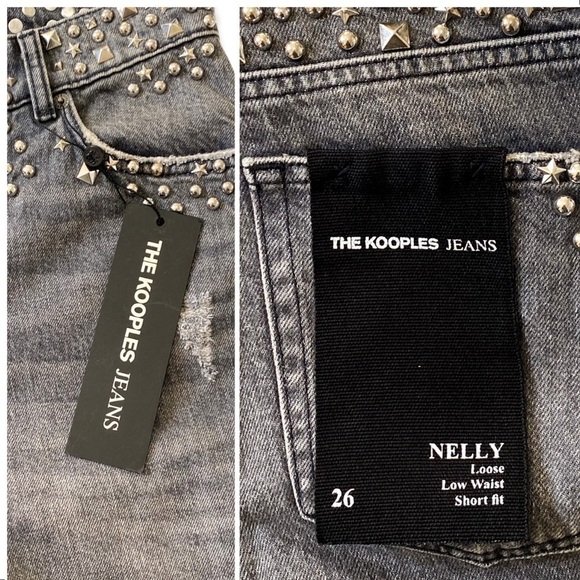 THE KOOPLES JEANS
THE KOOPLES JEANS
NELLY
Loose
Low Waist
26 Short fit